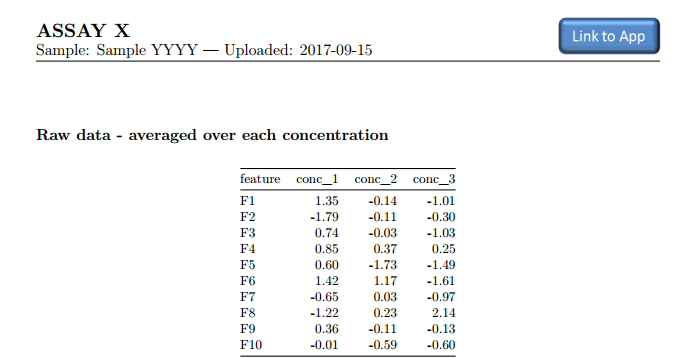 ASSAY X
Link to App
Sample: Sample YYYY — Uploaded: 2017-09-15
Raw data - averaged over each concentration
feature conc_1 conc_2 conc_3
F1 1.35 -0.14 -1.01
F2 -1.79 -0.11 -0.30
F3 0.74 -0.03 -1.03
F4 0.85 0.37 0.25
F5 0.60 -1.73 -1.49
F6 1.42 1.17 -1.61
F7 -0.65 0.03 -0.97
F8 -1.22 0.23 2.14
F9 0.36 -0.11 -0.13
F10 -0.01 -0.59 -0.60